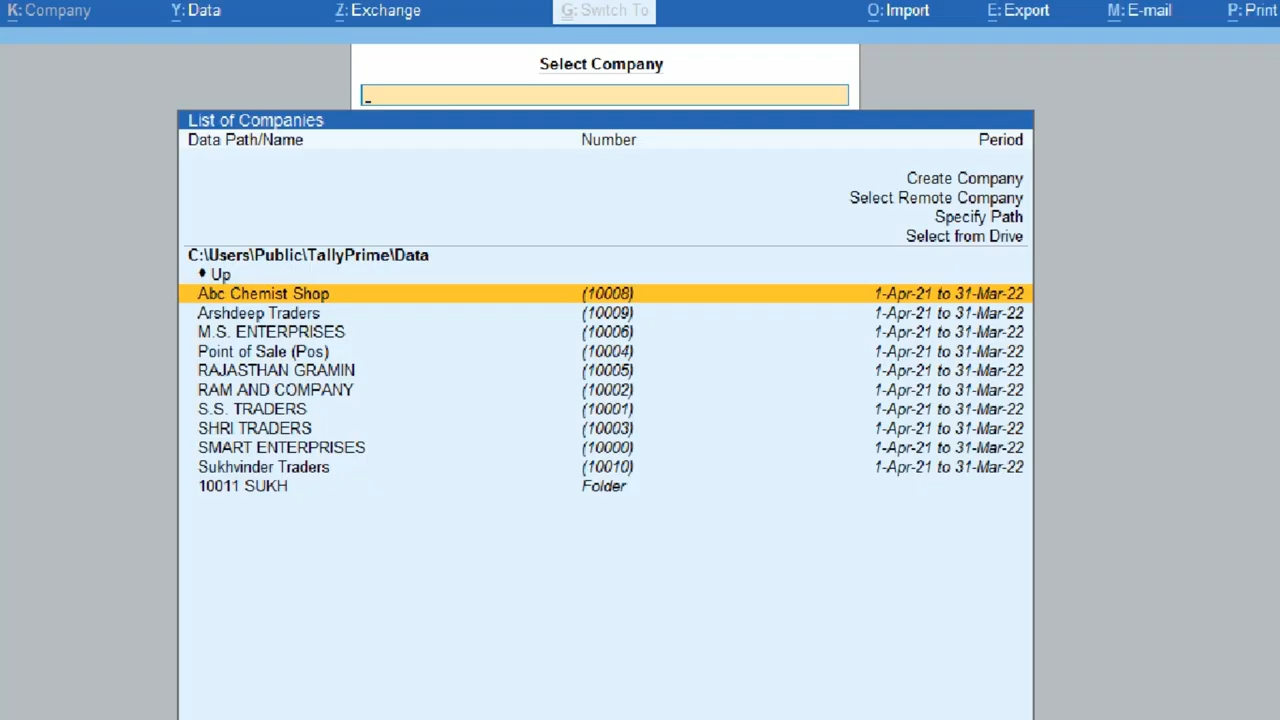 K: Company Y: Data Z: Exchange G: Switch To O: Import E: Export M: E-mail P: Print
Select Company
List of Companies
Data Path/Name Number Period
Create Company
Select Remote Company
Specify Path
Select from Drive
C:\Users\Public\TallyPrime\Data
♦ Up
Abc Chemist Shop (10008) 1-Apr-21 to 31-Mar-22
Arshdeep Traders (10009) 1-Apr-21 to 31-Mar-22
M.S. ENTERPRISES (10006) 1-Apr-21 to 31-Mar-22
Point of Sale (Pos) (10004) 1-Apr-21 to 31-Mar-22
RAJASTHAN GRAMIN (10005) 1-Apr-21 to 31-Mar-22
RAM AND COMPANY (10002) 1-Apr-21 to 31-Mar-22
S.S. TRADERS (10001) 1-Apr-21 to 31-Mar-22
SHRI TRADERS (10003) 1-Apr-21 to 31-Mar-22
SMART ENTERPRISES (10000) 1-Apr-21 to 31-Mar-22
Sukhvinder Traders (10010) 1-Apr-21 to 31-Mar-22
10011 SUKH Folder